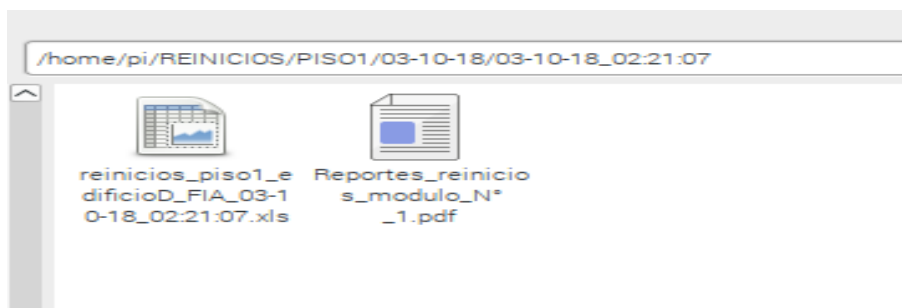 /home/pi/REINICIOS/PISO1/03-10-18/03-10-18_02:21:07
reinicios_piso1_e
dificioD_FIA_03-1
0-18_02:21:07.xls
Reportes_reinicio
s_modulo_N°
_1.pdf